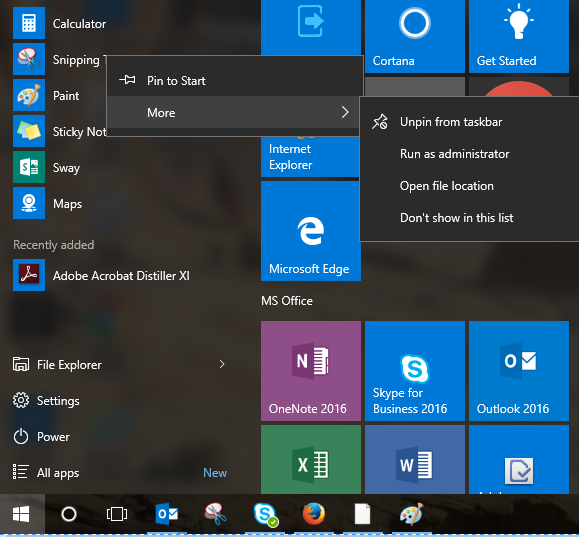 Calculator
Snipping T
Paint
Sticky Not
Sway
Maps
Recently added
Adobe Acrobat Distiller XI
File Explorer
Settings
Power
All apps
New
Pin to Start
More
Unpin from taskbar
Run as administrator
Open file location
Don't show in this list
Cortana
Get Started
Internet
Explorer
Microsoft Edge
MS Office
OneNote 2016
Skype for
Business 2016
Outlook 2016